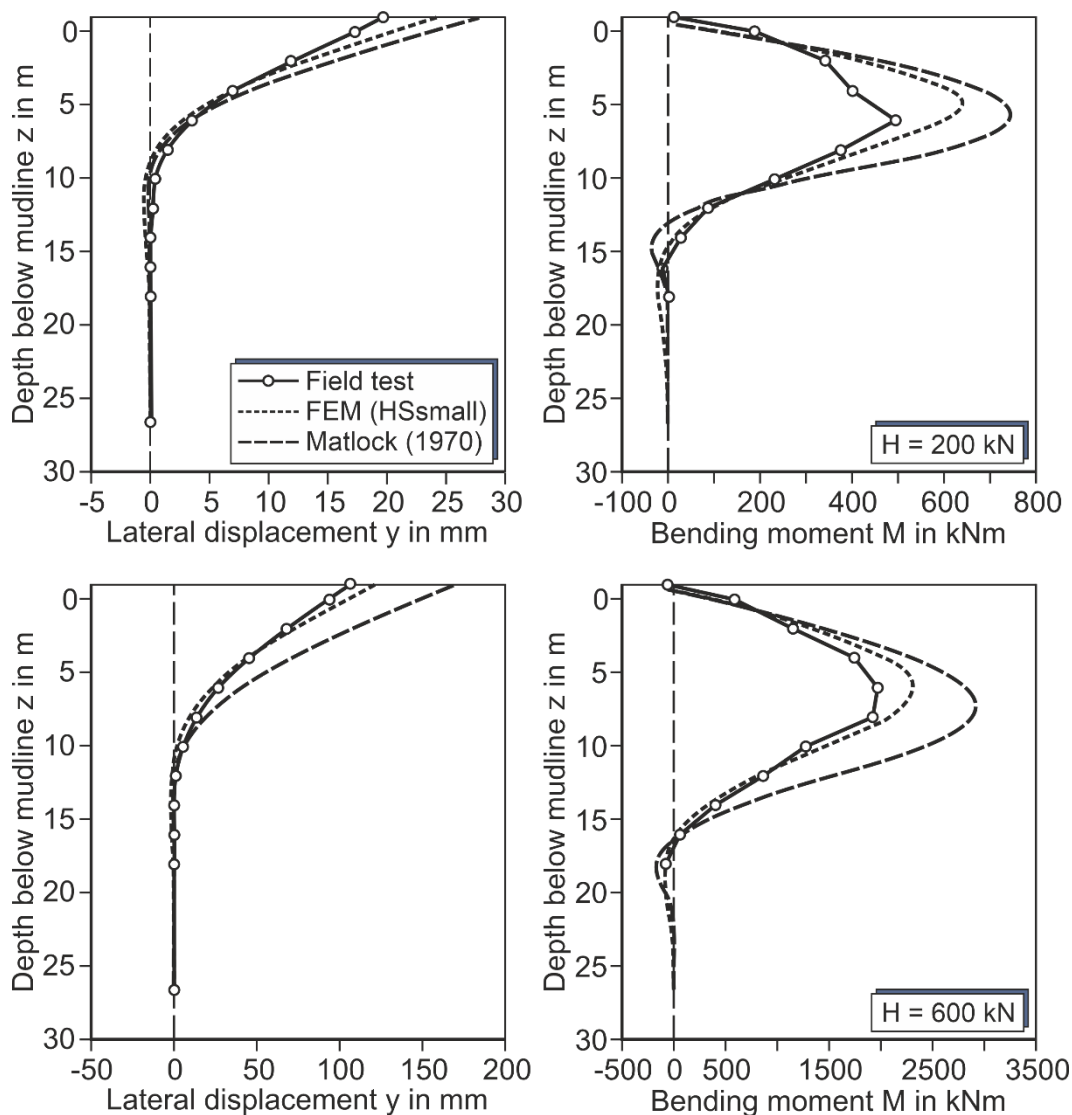 Depth below mudline z in m
0
5
10
15
20
25
30
-5 0 5 10 15 20 25 30
Lateral displacement y in mm
Field test
FEM (HSsmall)
Matlock (1970)
Depth below mudline z in m
0
5
10
15
20
25
30
-100 0 200 400 600 800
Bending moment M in kNm
H = 200 kN
Depth below mudline z in m
0
5
10
15
20
25
30
-50 0 50 100 150 200
Lateral displacement y in mm
Depth below mudline z in m
0
5
10
15
20
25
30
-500 0 500 1500 2500 3500
Bending moment M in kNm
H = 600 kN